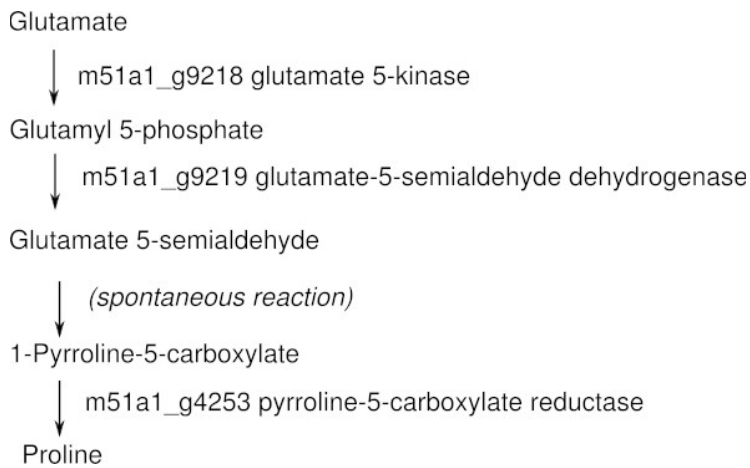 Glutamate
m51a1_g9218 glutamate 5-kinase
Glutamyl 5-phosphate
m51a1_g9219 glutamate-5-semialdehyde dehydrogenase
Glutamate 5-semialdehyde
(spontaneous reaction)
1-Pyrroline-5-carboxylate
m51a1_g4253 pyrroline-5-carboxylate reductase
Proline